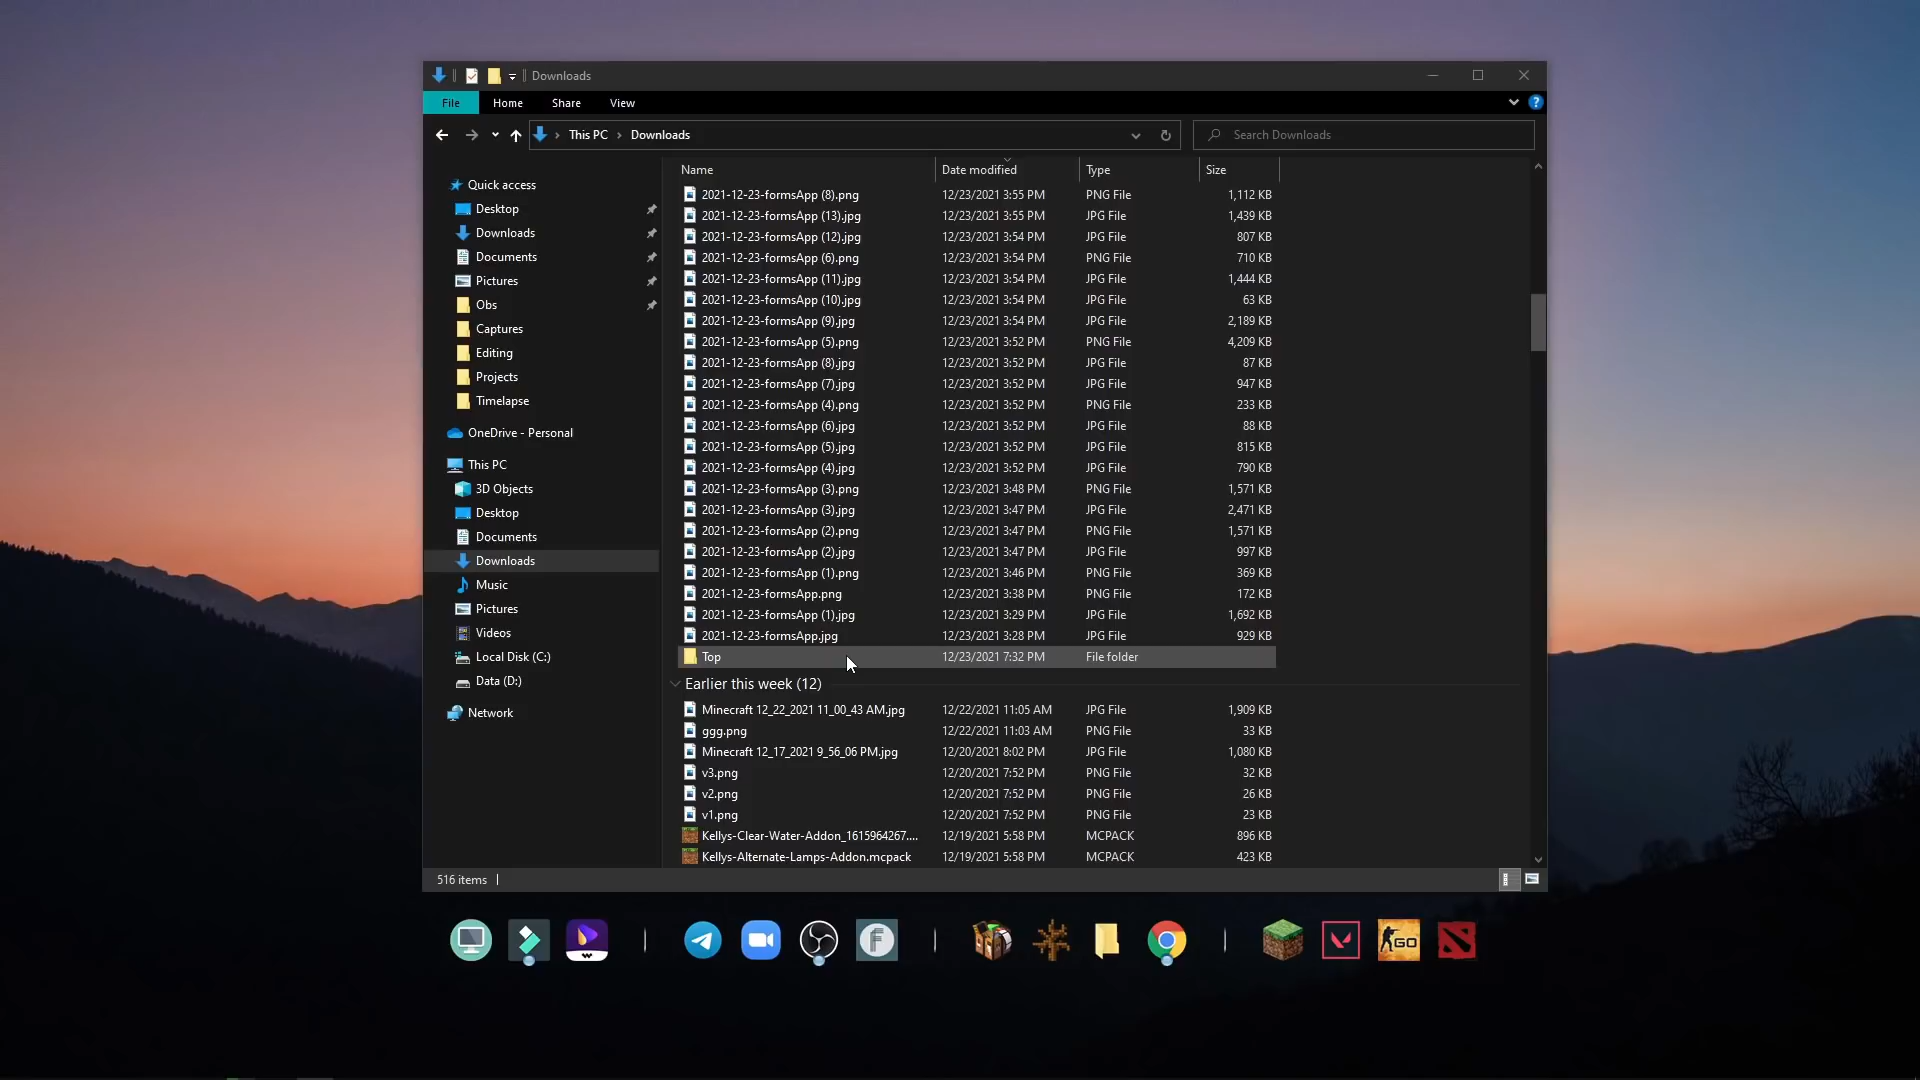 Downloads
File Home Share View
This PC Downloads Search Downloads
Name Date modified Type Size
Quick access
Desktop
Downloads
Documents
Pictures
Obs
Captures
Editing
Projects
Timelapse
OneDrive - Personal
This PC
3D Objects
Desktop
Documents
Downloads
Music
Pictures
Videos
Local Disk (C:)
Data (D:)
Network
2021-12-23-formsApp (8).png 12/23/2021 3:55 PM PNG File 1,112 KB
2021-12-23-formsApp (13).jpg 12/23/2021 3:55 PM JPG File 1,439 KB
2021-12-23-formsApp (12).jpg 12/23/2021 3:54 PM JPG File 807 KB
2021-12-23-formsApp (6).png 12/23/2021 3:54 PM PNG File 710 KB
2021-12-23-formsApp (11).jpg 12/23/2021 3:54 PM JPG File 1,444 KB
2021-12-23-formsApp (10).jpg 12/23/2021 3:54 PM JPG File 63 KB
2021-12-23-formsApp (9).jpg 12/23/2021 3:54 PM JPG File 2,189 KB
2021-12-23-formsApp (5).png 12/23/2021 3:52 PM PNG File 4,209 KB
2021-12-23-formsApp (8).jpg 12/23/2021 3:52 PM JPG File 87 KB
2021-12-23-formsApp (7).jpg 12/23/2021 3:52 PM JPG File 947 KB
2021-12-23-formsApp (4).png 12/23/2021 3:52 PM PNG File 233 KB
2021-12-23-formsApp (6).jpg 12/23/2021 3:52 PM JPG File 88 KB
2021-12-23-formsApp (5).jpg 12/23/2021 3:52 PM JPG File 815 KB
2021-12-23-formsApp (4).jpg 12/23/2021 3:52 PM JPG File 790 KB
2021-12-23-formsApp (3).png 12/23/2021 3:48 PM PNG File 1,571 KB
2021-12-23-formsApp (3).jpg 12/23/2021 3:47 PM JPG File 2,471 KB
2021-12-23-formsApp (2).png 12/23/2021 3:47 PM PNG File 1,571 KB
2021-12-23-formsApp (2).jpg 12/23/2021 3:47 PM JPG File 997 KB
2021-12-23-formsApp (1).png 12/23/2021 3:46 PM PNG File 369 KB
2021-12-23-formsApp.png 12/23/2021 3:38 PM PNG File 172 KB
2021-12-23-formsApp (1).jpg 12/23/2021 3:29 PM JPG File 1,692 KB
2021-12-23-formsApp.jpg 12/23/2021 3:28 PM JPG File 929 KB
Top 12/23/2021 7:32 PM File folder
Earlier this week (12)
Minecraft 12_22_2021 11_00_43 AM.jpg 12/22/2021 11:05 AM JPG File 1,909 KB
ggg.png 12/22/2021 11:03 AM PNG File 33 KB
Minecraft 12_17_2021 9_56_06 PM.jpg 12/20/2021 8:02 PM JPG File 1,080 KB
v3.png 12/20/2021 7:52 PM PNG File 32 KB
v2.png 12/20/2021 7:52 PM PNG File 26 KB
v1.png 12/20/2021 7:52 PM PNG File 23 KB
Kellys-Clear-Water-Addon_1615964267.... 12/19/2021 5:58 PM MCPACK 896 KB
Kellys-Alternate-Lamps-Addon.mcpack 12/19/2021 5:58 PM MCPACK 423 KB
516 items
F GO